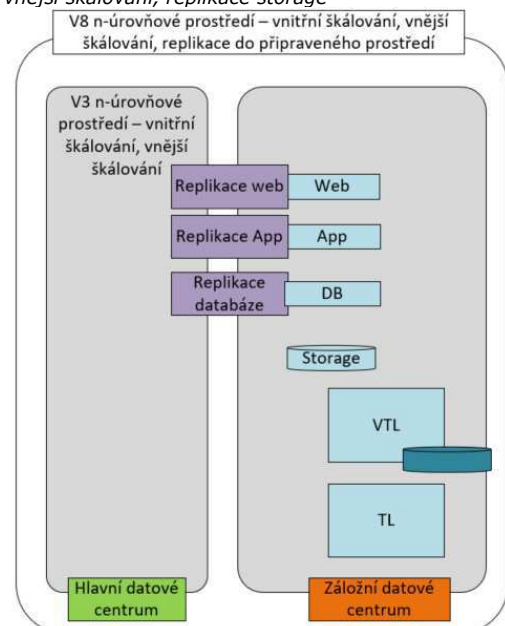 vnější škálování, replikace storage
V8 n-úrovňové prostředí – vnitřní škálování, vnější
škálování, replikace do připraveného prostředí
V3 n-úrovňové
prostředí – vnitřní
škálování, vnější
škálování
Replikace web
Web
Replikace App
App
Replikace
databáze
DB
Storage
VTL
TL
Hlavní datové
centrum
Záložní datové
centrum